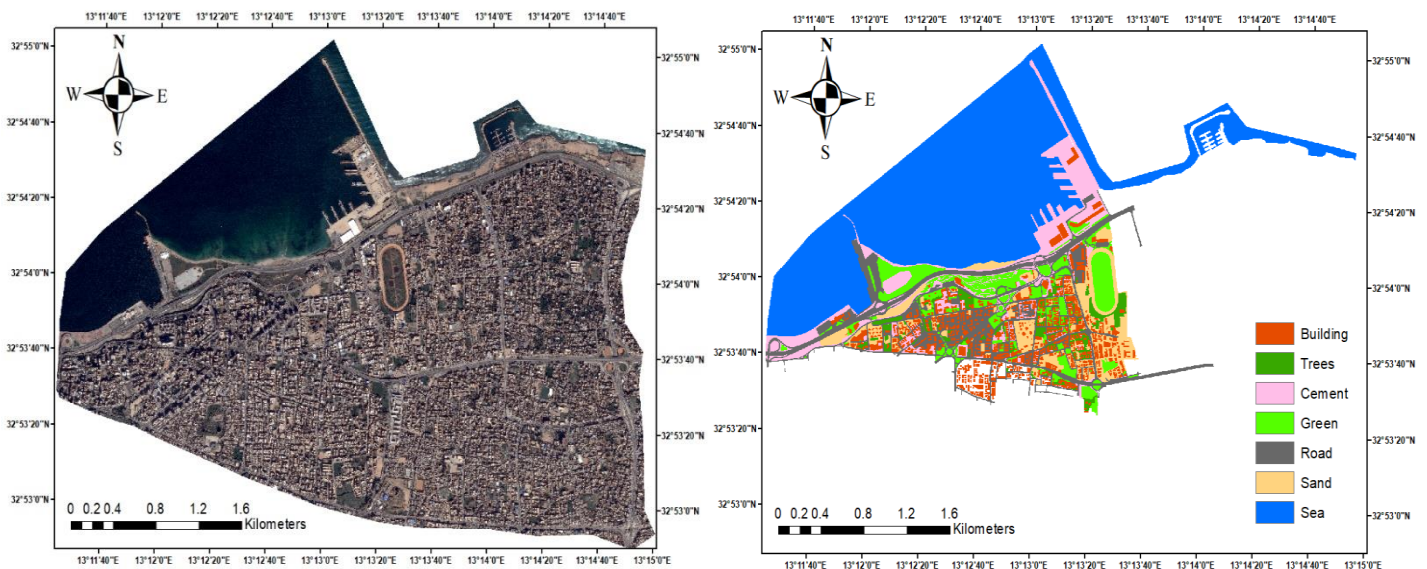 13°11'40"E 13°12'0"E 13°12'20"E 13°12'40"E 13°13'0"E 13°13'20"E 13°13'40"E 13°14'0"E 13°14'20"E 13°14'40"E
N
W E
S
32°55'0"N
32°54'40"N
32°54'20"N
32°54'0"N
32°53'40"N
32°53'20"N
32°53'0"N
32°55'0"N
32°54'40"N
32°54'20"N
32°54'0"N
32°53'40"N
32°53'20"N
32°53'0"N
0 0.2 0.4 0.8 1.2 1.6
Kilometers
13°11'40"E 13°12'0"E 13°12'20"E 13°12'40"E 13°13'0"E 13°13'20"E 13°13'40"E 13°14'0"E 13°14'20"E 13°14'40"E 13°15'0"E
13°11'40"E 13°12'0"E 13°12'20"E 13°12'40"E 13°13'0"E 13°13'20"E 13°13'40"E 13°14'0"E 13°14'20"E 13°14'40"E
N
W E
S
32°55'0"N
32°54'40"N
32°54'20"N
32°54'0"N
32°53'40"N
32°53'20"N
32°53'0"N
32°55'0"N
32°54'40"N
32°54'20"N
32°54'0"N
32°53'40"N
32°53'20"N
32°53'0"N
Building
Trees
Cement
Green
Road
Sand
Sea
0 0.2 0.4 0.8 1.2 1.6
Kilometers
13°11'40"E 13°12'0"E 13°12'20"E 13°12'40"E 13°13'0"E 13°13'20"E 13°13'40"E 13°14'0"E 13°14'20"E 13°14'40"E 13°15'0"E